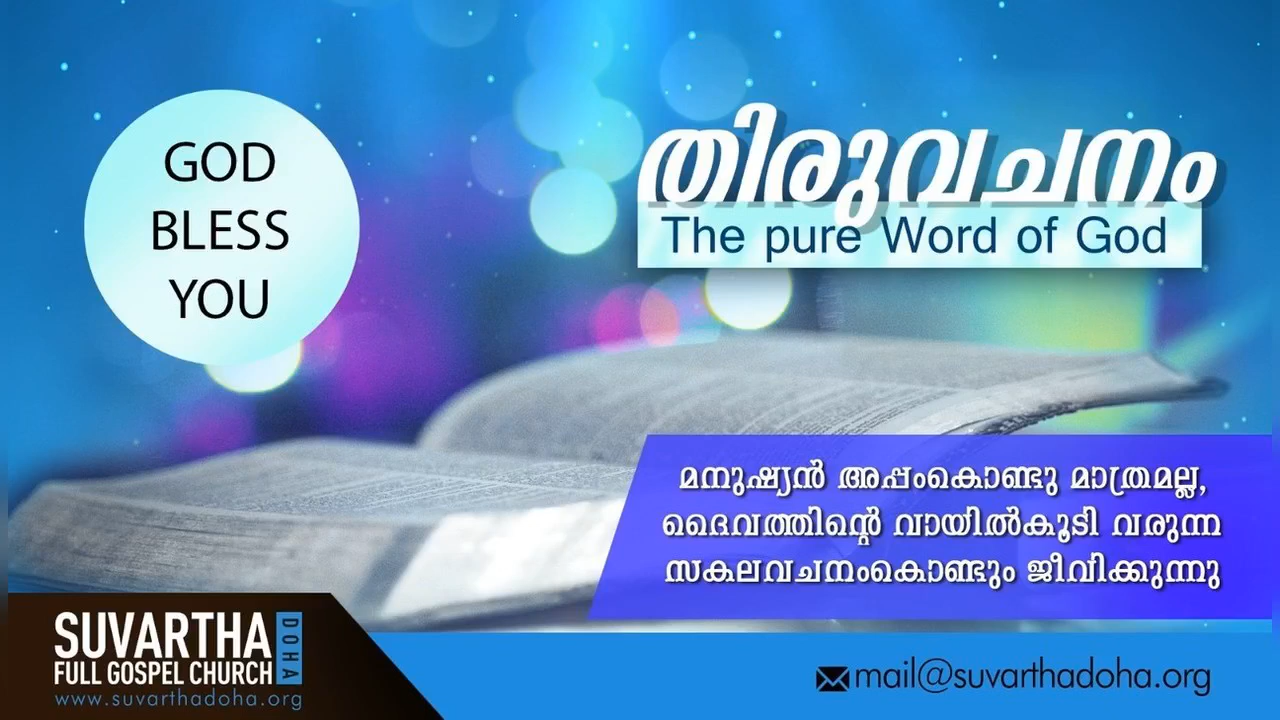 GOD
BLESS
YOU
തിരുവചനം
The pure Word of God
മനുഷ്യൻ അപ്പംകൊണ്ടു മാത്രമല്ല,
ദൈവത്തിന്റെ വായിൽകൂടി വരുന്ന
സകലവചനംകൊണ്ടും ജീവിക്കുന്നു
SUVARTHA DOHA
FULL GOSPEL CHURCH
www.suvarthadoha.org
mail@suvarthadoha.org